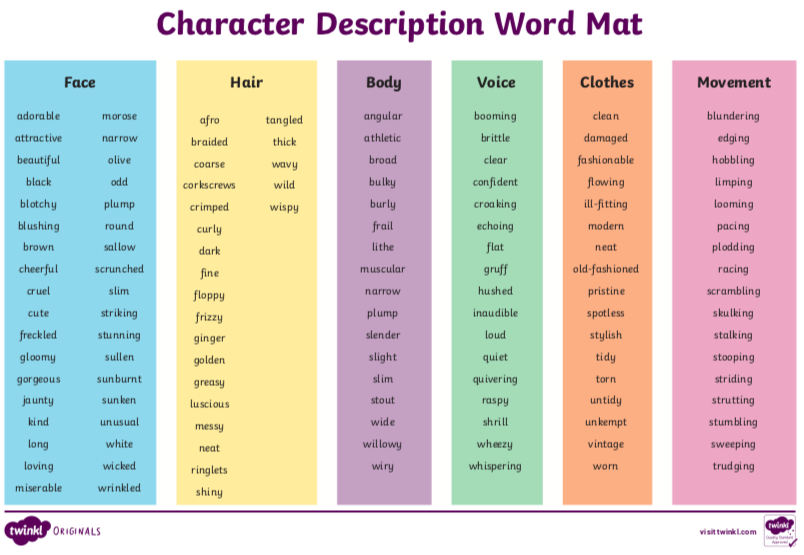 Character Description Word Mat
Face
adorable
attractive
beautiful
black
blotchy
blushing
brown
cheerful
cruel
cute
freckled
gloomy
gorgeous
jaunty
kind
long
loving
miserable
morose
narrow
olive
odd
plump
round
sallow
scrunched
slim
striking
stunning
sullen
sunburnt
sunken
unusual
white
wicked
wrinkled
Hair
afro
braided
coarse
corkscrews
crimped
curly
dark
fine
floppy
frizzy
ginger
golden
greasy
luscious
messy
neat
ringlets
shiny
tangled
thick
wavy
wild
wispy
Body
angular
athletic
broad
bulky
burly
frail
lithe
muscular
narrow
plump
slender
slight
slim
stout
wide
willowy
wiry
Voice
booming
brittle
clear
confident
croaking
echoing
flat
gruff
hushed
inaudible
loud
quiet
quivering
raspy
shrill
wheezy
whispering
Clothes
clean
damaged
fashionable
flowing
ill-fitting
modern
neat
old-fashioned
pristine
spotless
stylish
tidy
torn
untidy
unkempt
vintage
worn
Movement
blundering
edging
hobbling
limping
looming
pacing
plodding
racing
scrambling
skulking
stalking
stooping
striding
strutting
stumbling
sweeping
trudging
twinkl ORIGINALS
visit twinkl.com
twinkl
Quality Standard
Approved